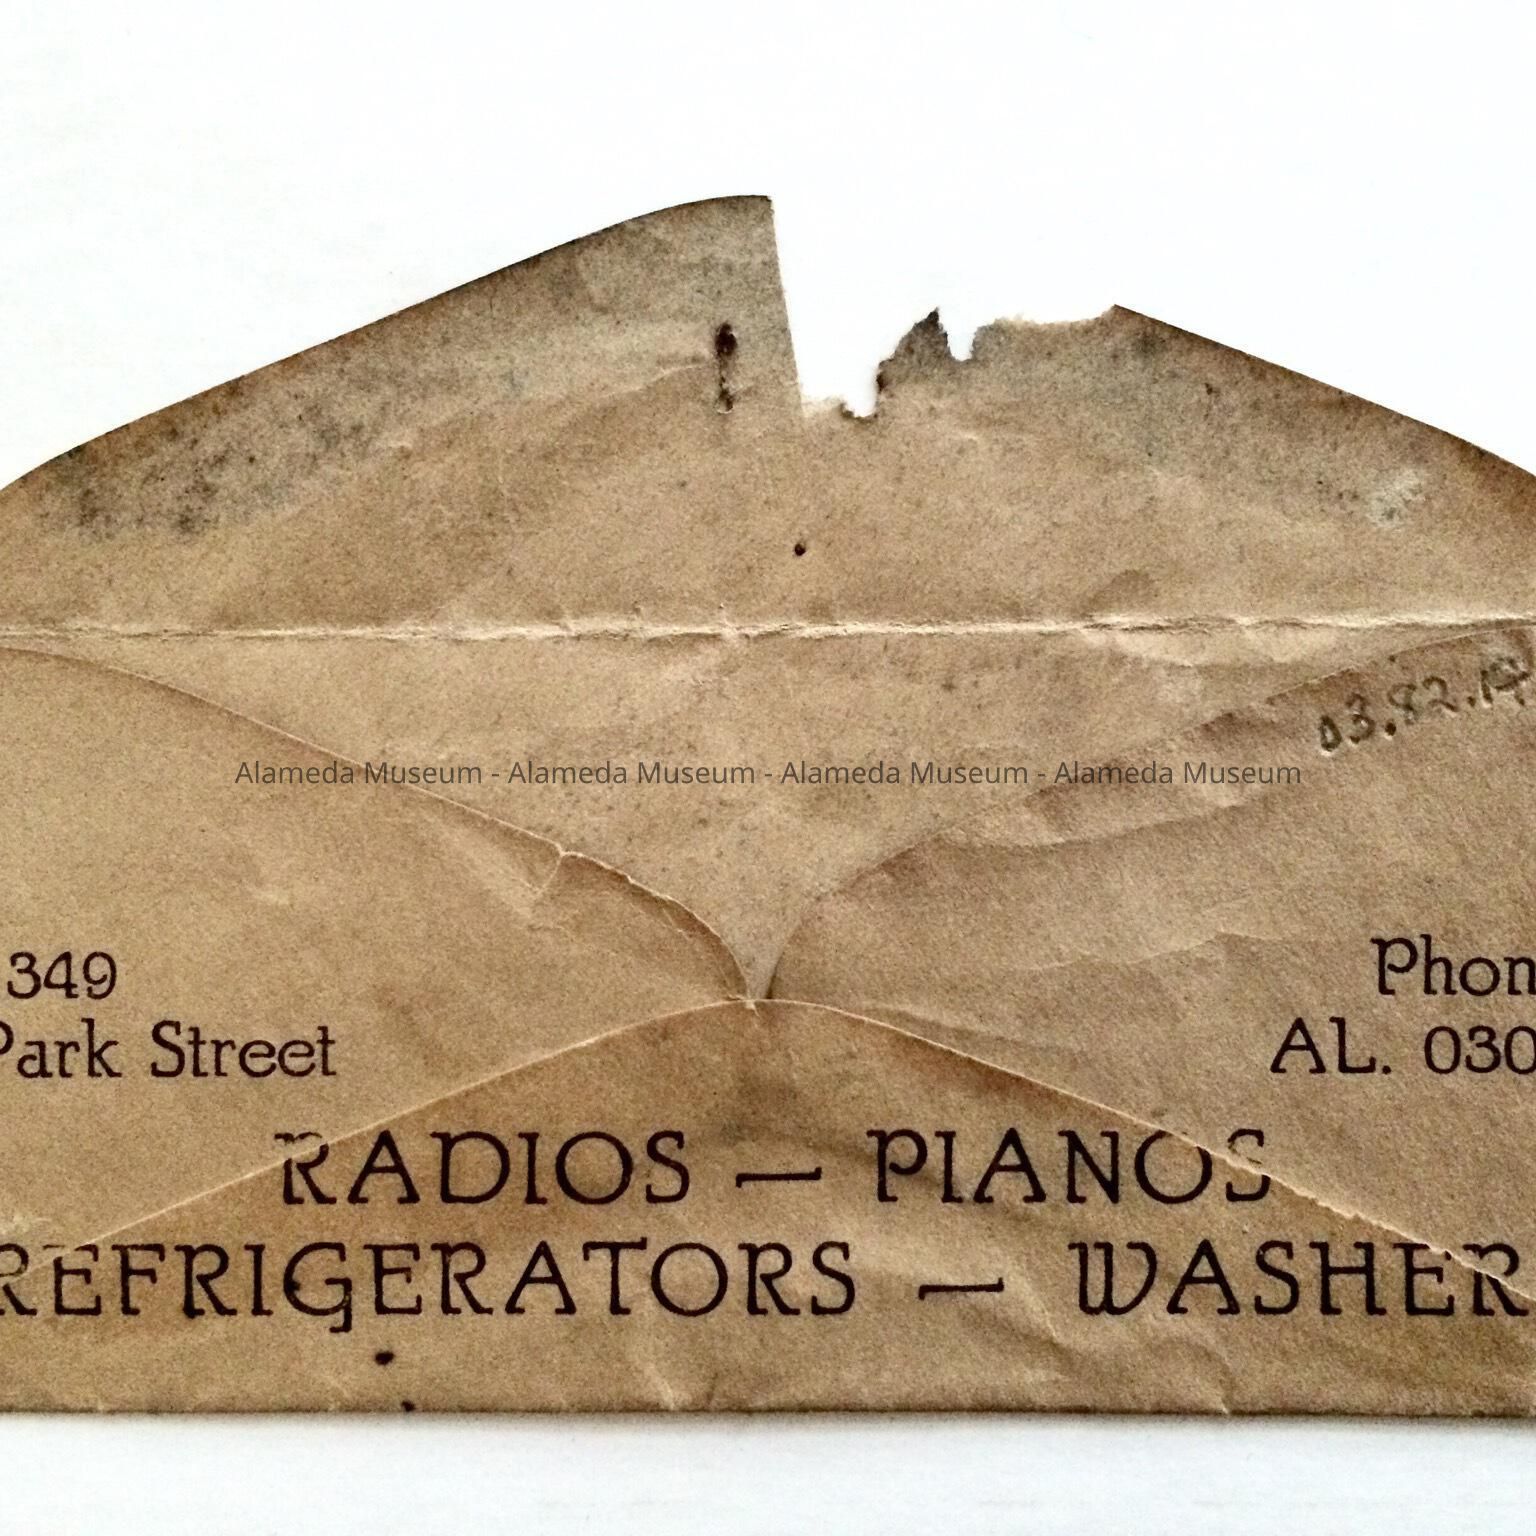 03.82.14
Alameda Museum - Alameda Museum - Alameda Museum - Alameda Museum
349
Park Street
Phon
AL. 030
RADIOS — PIANOS
REFRIGERATORS — WASHER